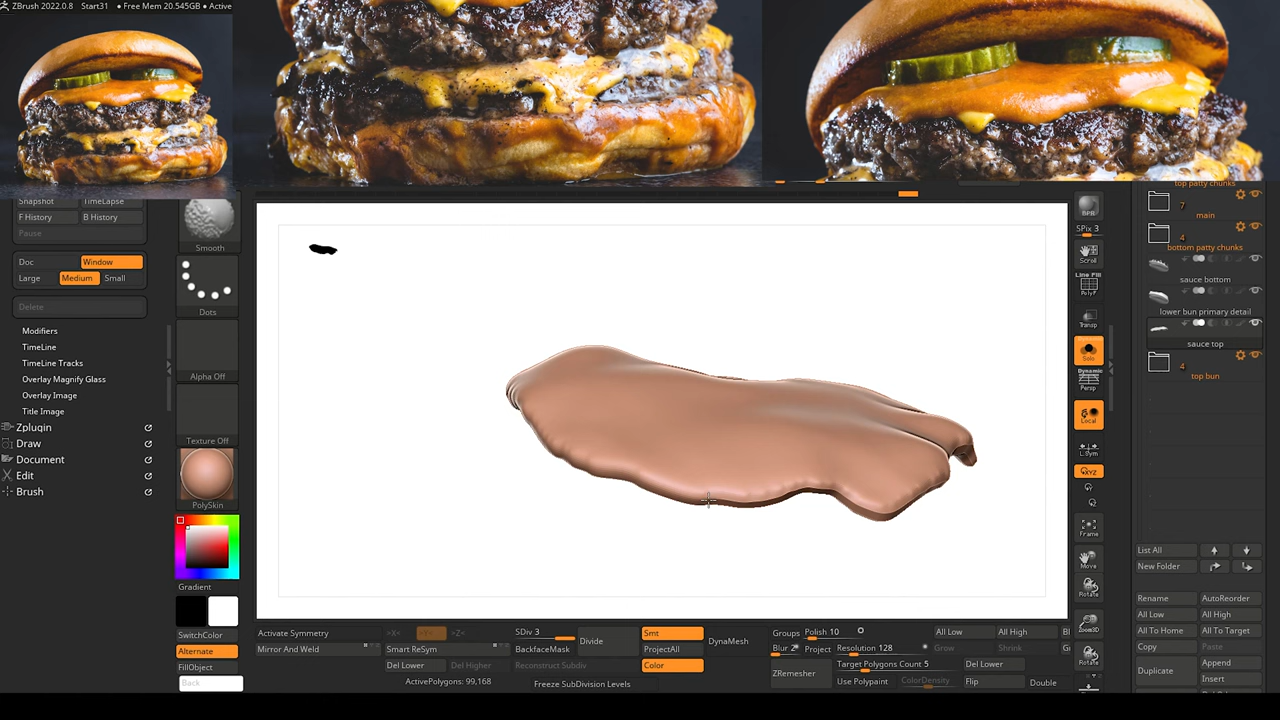 ZBrush 2022.0.8 Start31 • Free Mem 20.545GB • Active
top patty chunks
Snapshot TimeLapse
F History B History
Pause
Doc Window
Large Medium Small
Delete
Modifiers
TimeLine
TimeLine Tracks
Overlay Magnify Glass
Overlay Image
Title Image
Zplugin
Draw
Document
Edit
Brush
Smooth
Dots
Alpha Off
Texture Off
PolySkin
Gradient
SwitchColor
Alternate
FillObject
Back
BPR
SPix 3
Scroll
Line Fill
PolyF
Transp
Solo
Dynamic
Persp
Local
L.Sym
XYZ
Frame
Move
Rotate
Zoom3D
Rotate
7
main
4
bottom patty chunks
sauce bottom
lower bun primary detail
sauce top
4
top bun
List All
New Folder
Rename AutoReorder
All Low All High
All To Home All To Target
Copy Paste
Duplicate Append
Insert
Activate Symmetry >X< >Y< >Z<
Mirror And Weld Smart ReSym
Del Lower Del Higher
ActivePolygons: 99,168
SDiv 3 Divide
BackfaceMask
Reconstruct Subdiv
Freeze SubDivision Levels
Smt
ProjectAll DynaMesh
Color
Groups Polish 10
Blur 2 Project Resolution 128
ZRemesher Target Polygons Count 5
Use Polypaint ColorDensity
All Low All High Bl
Grow Shrink
Del Lower
Flip Double